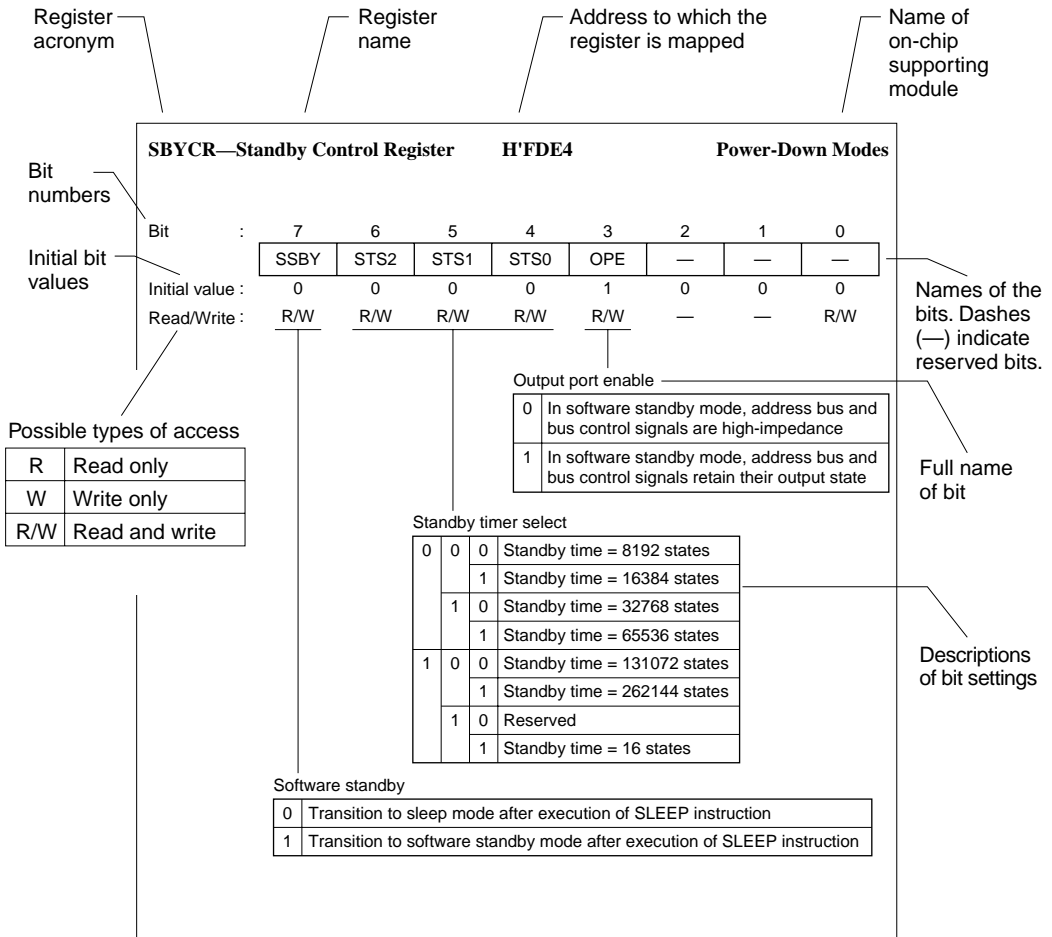 Register
acronym
Register
name
Address to which the
register is mapped
Name of
on-chip
supporting
module
SBYCR—Standby Control Register H'FDE4 Power-Down Modes
Bit
numbers
Bit : 7 6 5 4 3 2 1 0
SSBY STS2 STS1 STS0 OPE — — —
Initial bit
values
Initial value : 0 0 0 0 1 0 0 0
Read/Write : R/W R/W R/W R/W R/W — — R/W
Names of the
bits. Dashes
(—) indicate
reserved bits.
Output port enable
0 In software standby mode, address bus and
bus control signals are high-impedance
1 In software standby mode, address bus and
bus control signals retain their output state
Full name
of bit
Possible types of access
R Read only
W Write only
R/W Read and write
Standby timer select
0 0 0 Standby time = 8192 states
1 Standby time = 16384 states
1 0 Standby time = 32768 states
1 Standby time = 65536 states
1 0 0 Standby time = 131072 states
1 Standby time = 262144 states
1 0 Reserved
1 Standby time = 16 states
Descriptions
of bit settings
Software standby
0 Transition to sleep mode after execution of SLEEP instruction
1 Transition to software standby mode after execution of SLEEP instruction